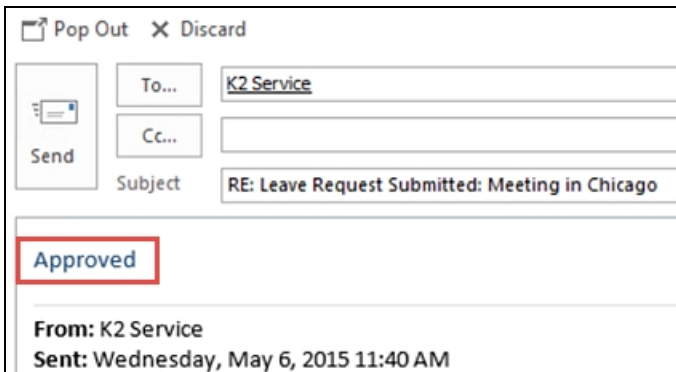 Pop Out Discard
To... K2 Service
Cc...
Send
Subject RE: Leave Request Submitted: Meeting in Chicago
Approved
From: K2 Service
Sent: Wednesday, May 6, 2015 11:40 AM